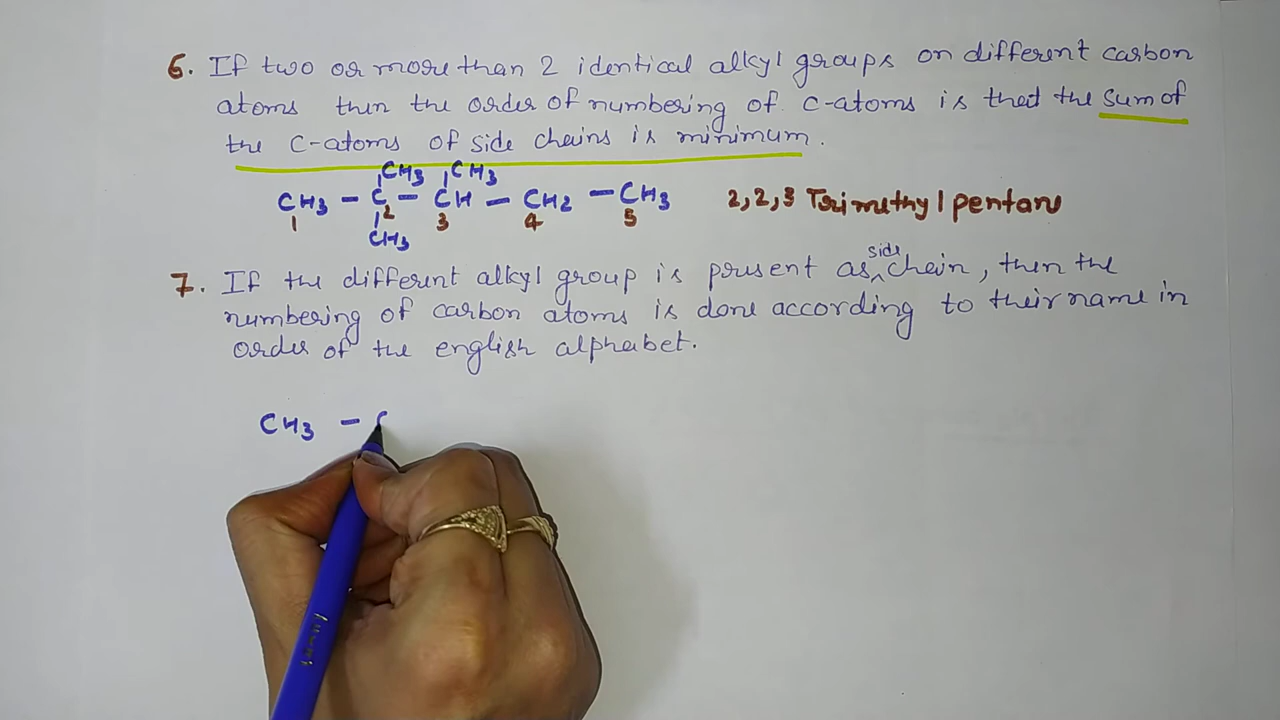 6. If two or more than 2 identical alkyl groups on different carbon
atoms then the order of numbering of C-atoms is that the sum of
the C-atoms of side chains is minimum.
CH3 CH3
CH3 - C - CH - CH2 - CH3 2,2,3 Trimethyl pentane
1 2 3 4 5
CH3
7. If the different alkyl group is present as side chain, then the
numbering of carbon atoms is done according to their name in
order of the english alphabet.
CH3 - C